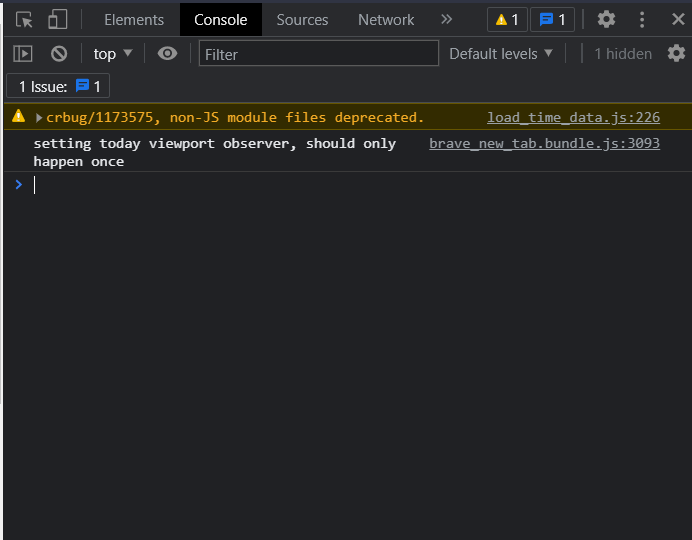 Elements Console Sources Network 1 1
top Filter Default levels 1 hidden
1 Issue: 1
crbug/1173575, non-JS module files deprecated. load_time_data.js:226
setting today viewport observer, should only brave_new_tab.bundle.js:3093
happen once